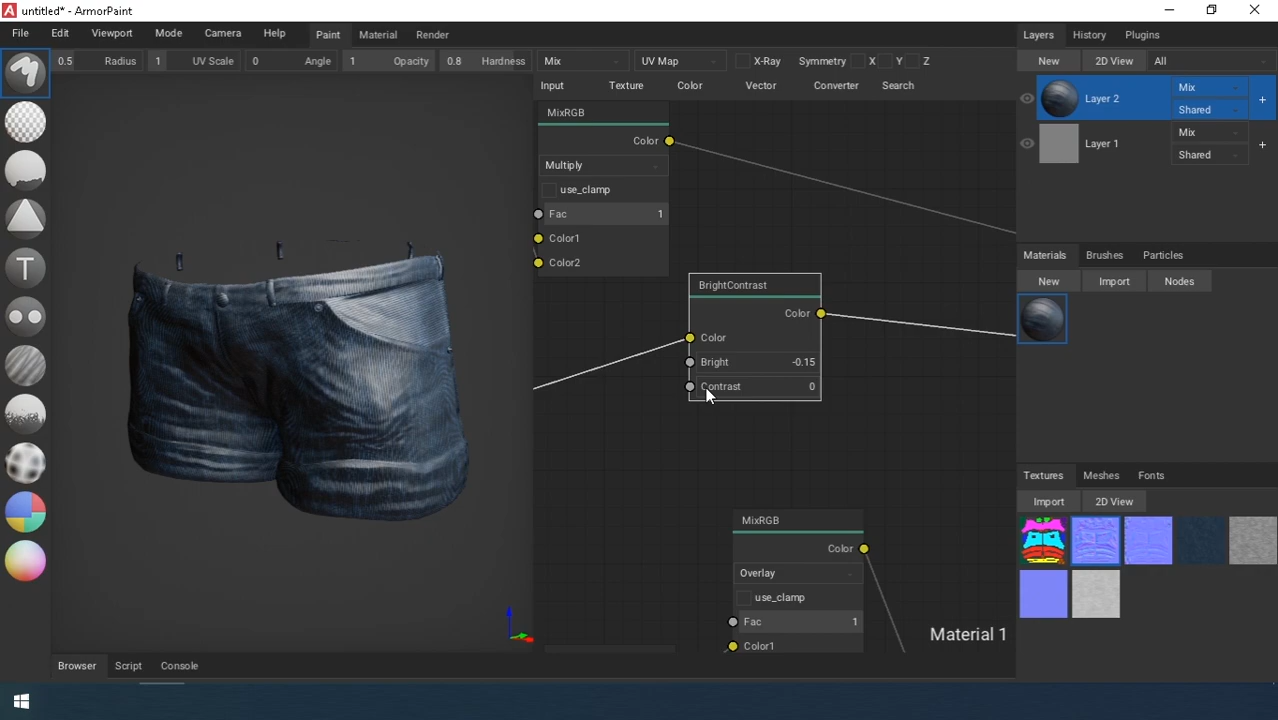 untitled* - ArmorPaint
File Edit Viewport Mode Camera Help Paint Material Render
0.5 Radius 1 UV Scale 0 Angle 1 Opacity 0.8 Hardness Mix UV Map X-Ray Symmetry X Y Z
Input Texture Color Vector Converter Search
MixRGB
Color
Multiply
use_clamp
Fac 1
Color1
Color2
BrightContrast
Color
Color
Bright -0.15
Contrast 0
MixRGB
Color
Overlay
use_clamp
Fac 1
Color1
Material 1
Layers History Plugins
New 2D View All
Layer 2 Mix
Shared +
Layer 1 Mix
Shared +
Materials Brushes Particles
New Import Nodes
Textures Meshes Fonts
Import 2D View
Browser Script Console